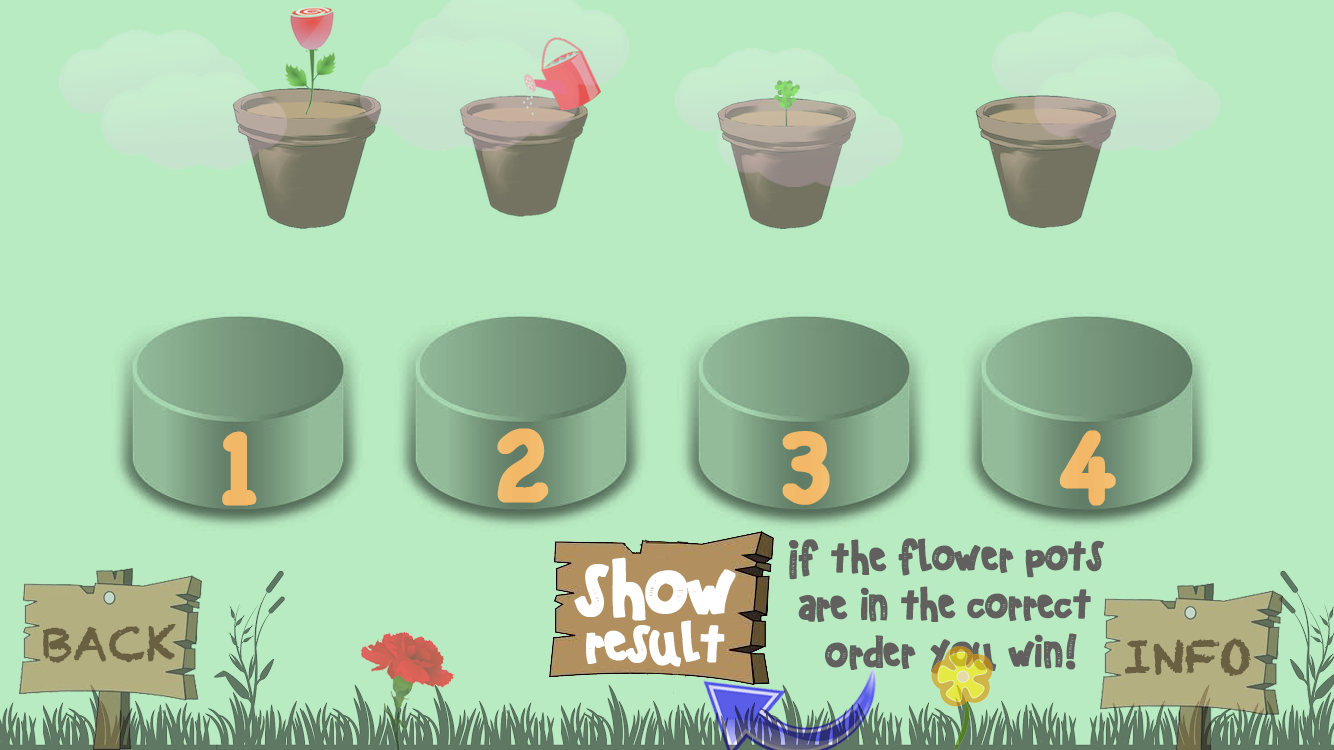 1
2
3
4
Show
result
if the flower pots
are in the correct
order you win!
BACK
INFO